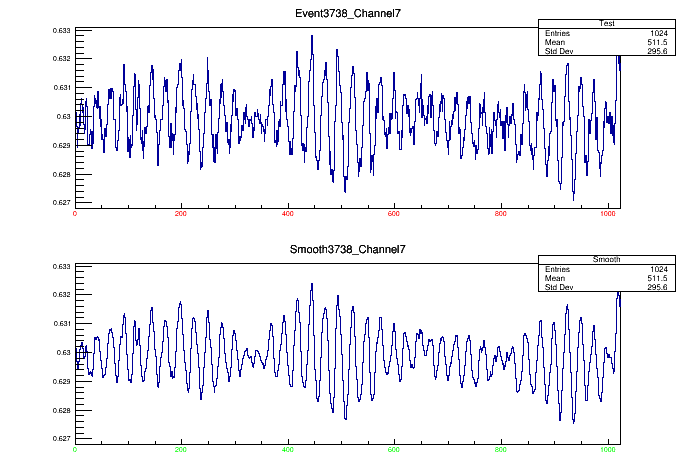 Event3738_Channel7
Test
Entries 1024
Mean 511.5
Std Dev 295.6
0.633
0.632
0.631
0.63
0.629
0.628
0.627
0 200 400 600 800 1000
Smooth3738_Channel7
Smooth
Entries 1024
Mean 511.5
Std Dev 295.6
0.633
0.632
0.631
0.63
0.629
0.628
0.627
0 200 400 600 800 1000